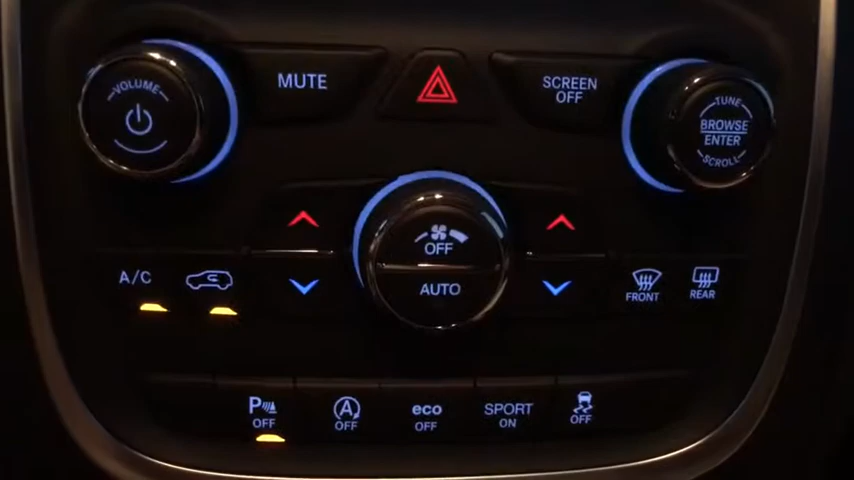 VOLUME
MUTE
SCREEN
OFF
TUNE
BROWSE
ENTER
SCROLL
OFF
AUTO
A/C
FRONT
REAR
P
OFF
A
OFF
eco
OFF
SPORT
ON
OFF